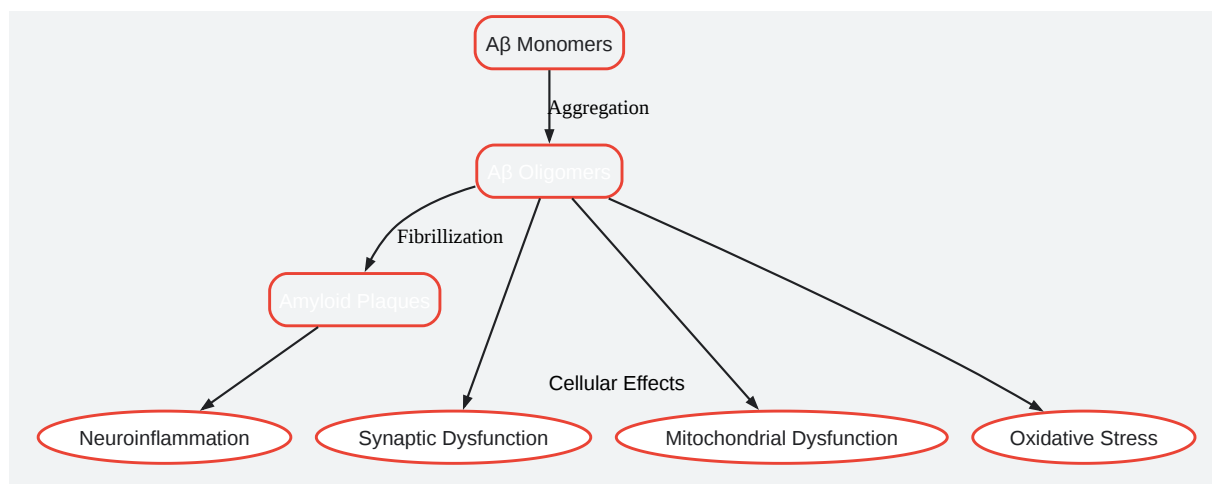 Aβ Monomers
Aggregation
Aβ Oligomers
Fibrillization
Amyloid Plaques
Cellular Effects
Neuroinflammation
Synaptic Dysfunction
Mitochondrial Dysfunction
Oxidative Stress